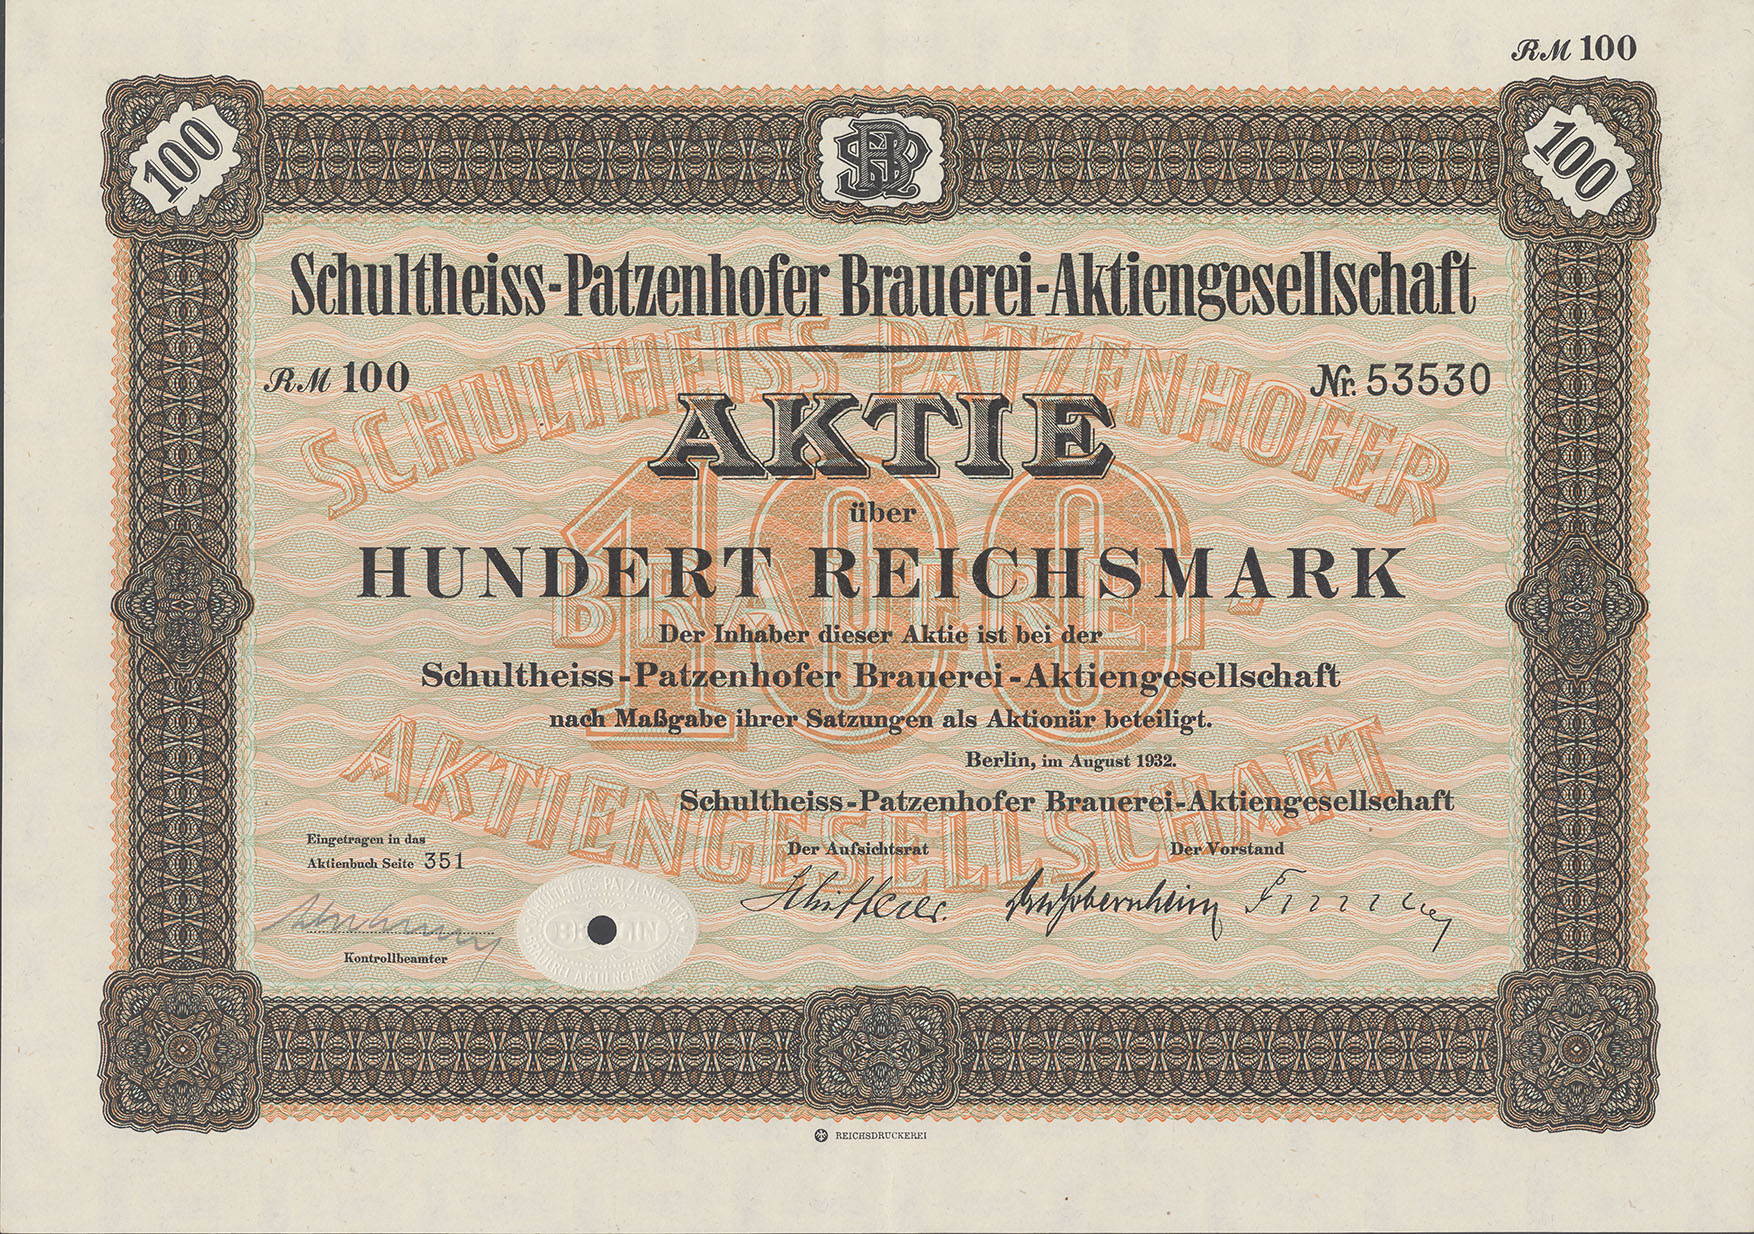 RM 100
100
SPB
100
Schultheiss-Patzenhofer Brauerei-Aktiengesellschaft
SCHULTHEISS-PATZENHOFER
RM 100
Nr. 53530
AKTIE
100
über
HUNDERT REICHSMARK
BRAUEREI
Der Inhaber dieser Aktie ist bei der
Schultheiss-Patzenhofer Brauerei-Aktiengesellschaft
nach Maßgabe ihrer Satzungen als Aktionär beteiligt.
AKTIENGESELLSCHAFT
Berlin, im August 1932.
Schultheiss-Patzenhofer Brauerei-Aktiengesellschaft
Eingetragen in das
Aktienbuch Seite 351
Der Aufsichtsrat
Der Vorstand
Kontrollbeamter
SCHULTHEISS-PATZENHOFER
BERLIN
BRAUEREI AKTIENGESELLSCHAFT
REICHSDRUCKEREI